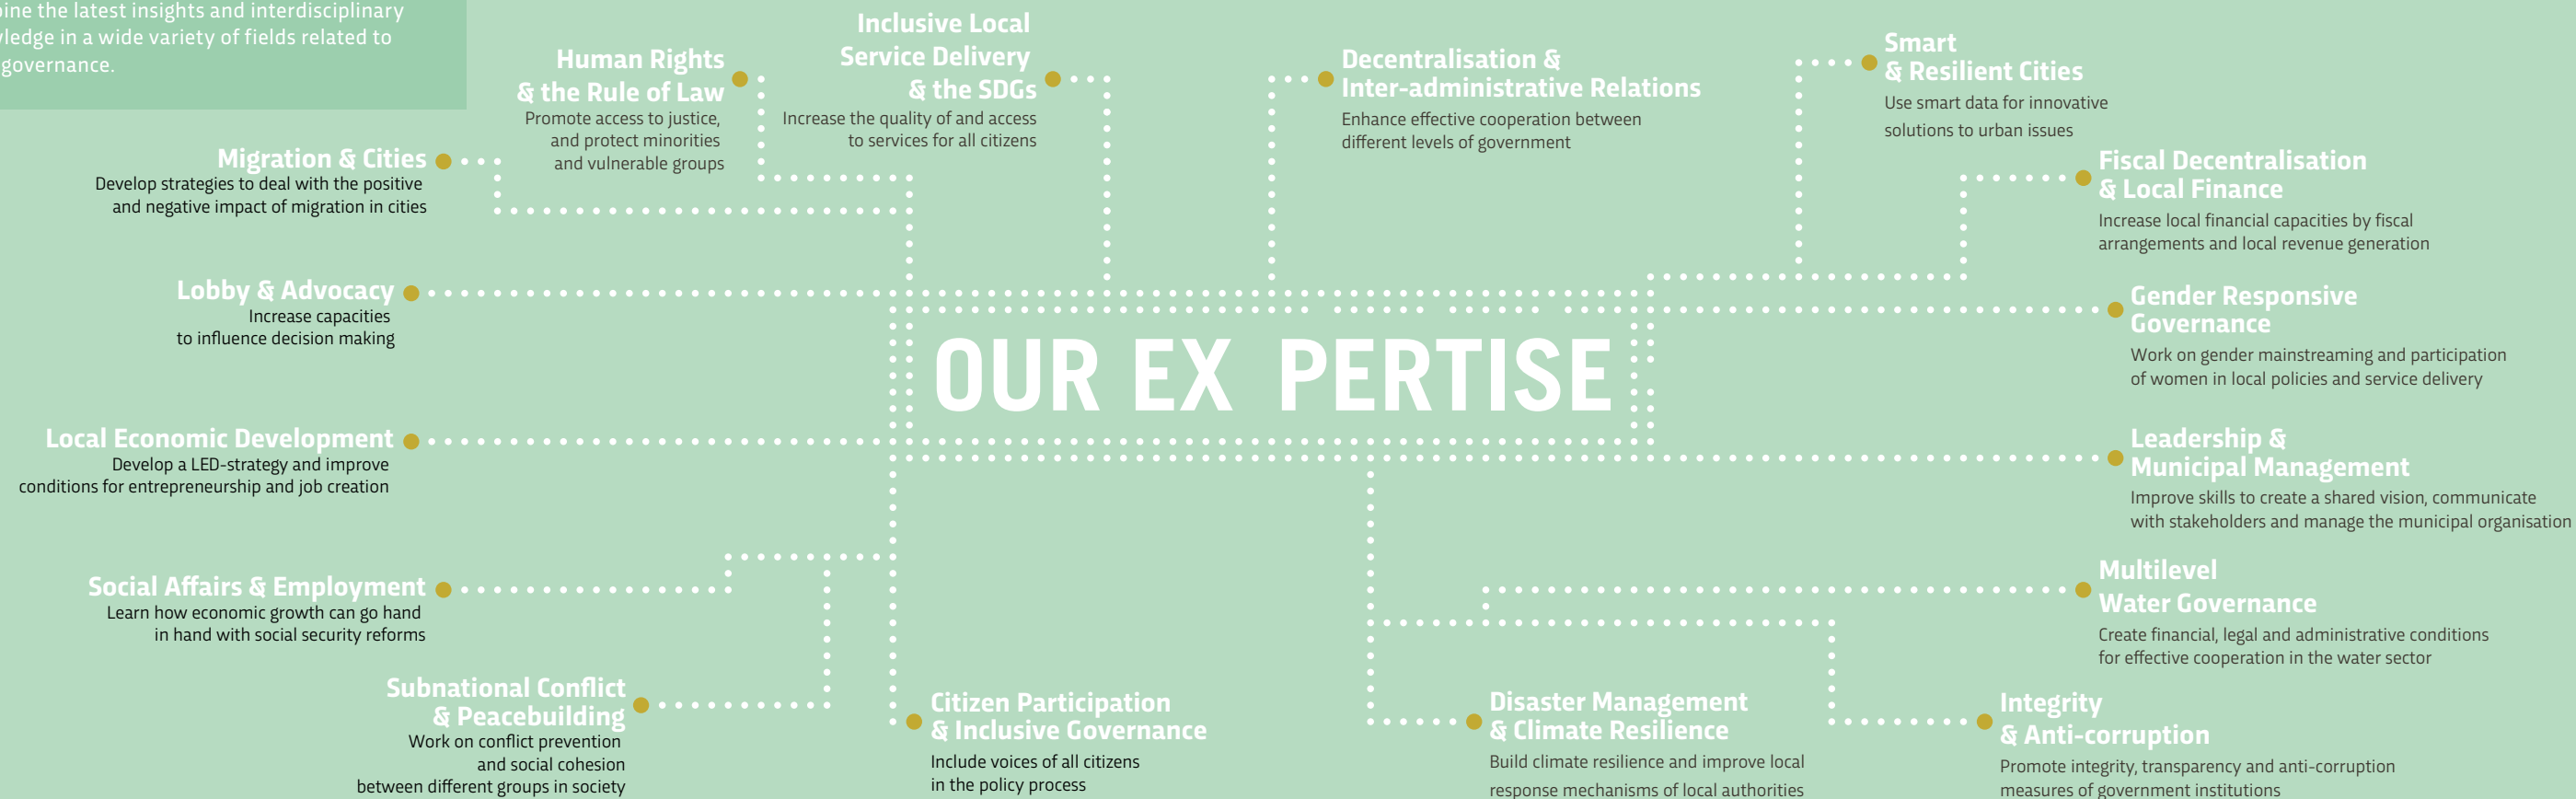 ine the latest insights and interdisciplinary
ledge in a wide variety of fields related to
governance.
Human Rights
& the Rule of Law
Promote access to justice,
and protect minorities
and vulnerable groups
Inclusive Local
Service Delivery
& the SDGs
Increase the quality of and access
to services for all citizens
Decentralisation &
Inter-administrative Relations
Enhance effective cooperation between
different levels of government
Smart
& Resilient Cities
Use smart data for innovative
solutions to urban issues
Migration & Cities
Develop strategies to deal with the positive
and negative impact of migration in cities
Fiscal Decentralisation
& Local Finance
Increase local financial capacities by fiscal
arrangements and local revenue generation
Lobby & Advocacy
Increase capacities
to influence decision making
Gender Responsive
Governance
Work on gender mainstreaming and participation
of women in local policies and service delivery
OUR EX PERTISE
Local Economic Development
Develop a LED-strategy and improve
conditions for entrepreneurship and job creation
Leadership &
Municipal Management
Improve skills to create a shared vision, communicate
with stakeholders and manage the municipal organisation
Social Affairs & Employment
Learn how economic growth can go hand
in hand with social security reforms
Multilevel
Water Governance
Create financial, legal and administrative conditions
for effective cooperation in the water sector
Subnational Conflict
& Peacebuilding
Work on conflict prevention
and social cohesion
between different groups in society
Citizen Participation
& Inclusive Governance
Include voices of all citizens
in the policy process
Disaster Management
& Climate Resilience
Build climate resilience and improve local
response mechanisms of local authorities
Integrity
& Anti-corruption
Promote integrity, transparency and anti-corruption
measures of government institutions